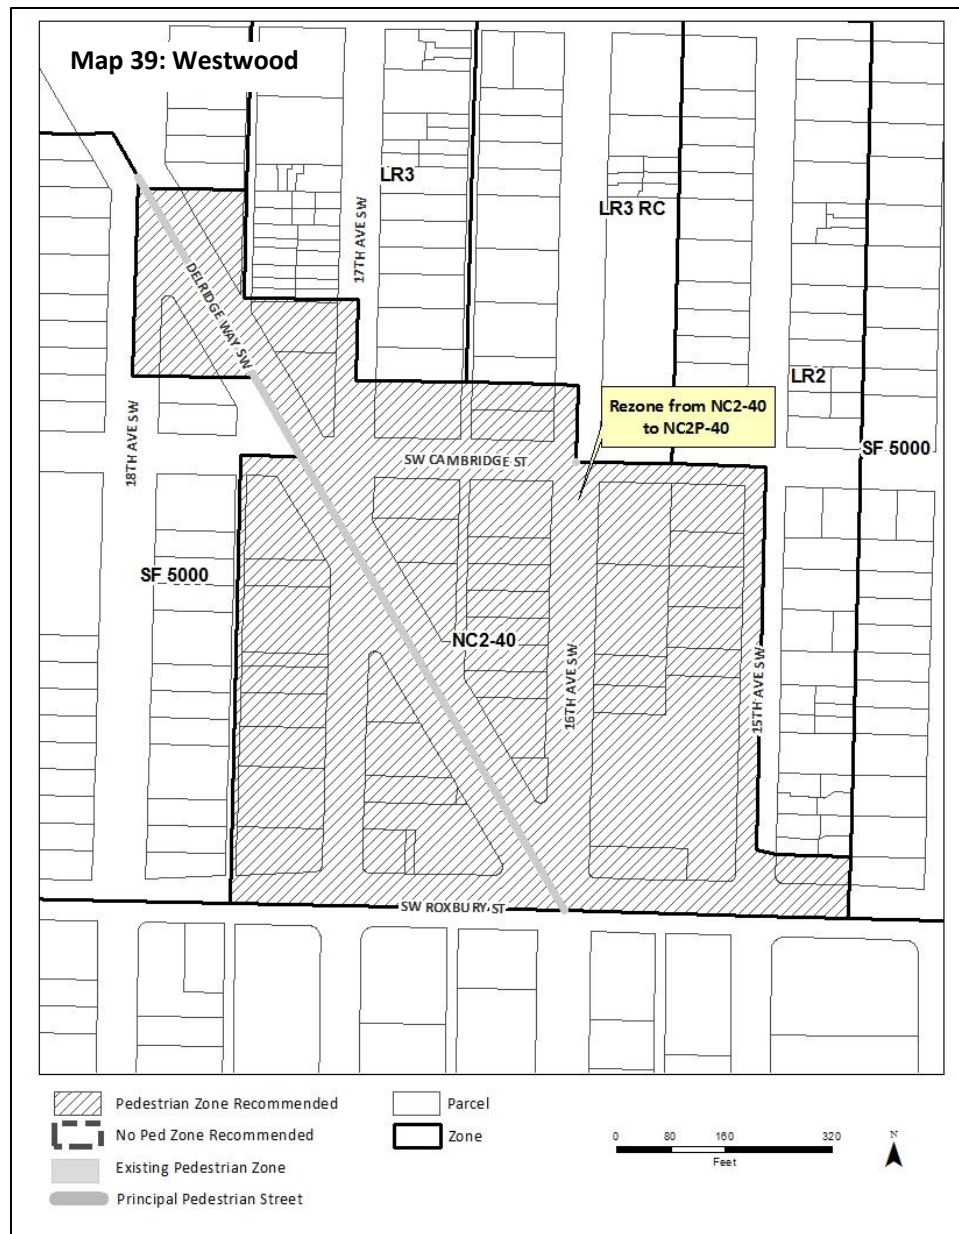 Map 39: Westwood
LR3
17TH AVE SW
LR3 RC
DELRIDGE WAY SW
LR2
Rezone from NC2-40
to NC2P-40
18TH AVE SW
SW CAMBRIDGE ST
SF 5000
SF 5000
NC2-40
16TH AVE SW
15TH AVE SW
SW ROXBURY ST
Pedestrian Zone Recommended
Parcel
No Ped Zone Recommended
Zone
Existing Pedestrian Zone
Principal Pedestrian Street
0 80 160 320
Feet
N